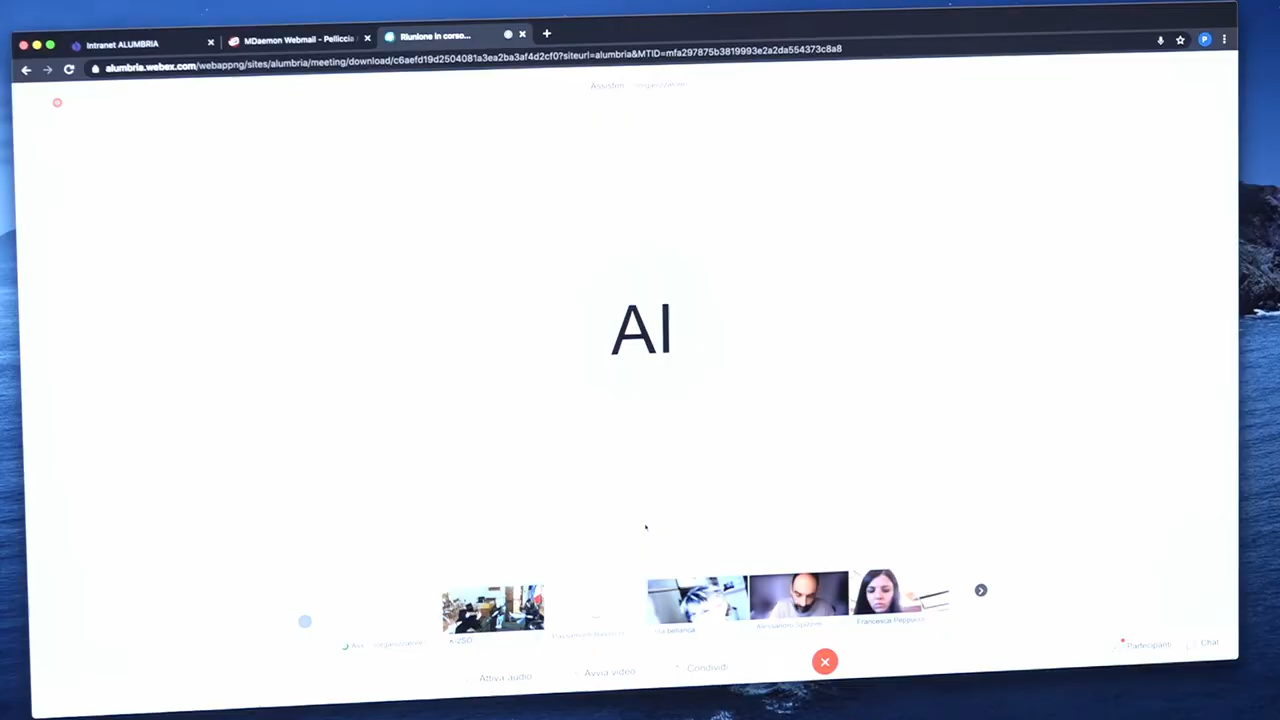 Intranet ALUMBRIA
MDaemon Webmail - Pelliccia
Riunione in corso...
alumbria.webex.com/webappng/sites/alumbria/meeting/download/c6aefd19d2504081a3ea2ba3af4d2cf0?siteurl=alumbria&MTID=mfa297875b3819993e2a2da554373c8a8
P
AI
Francesca Peppucci
Attiva audio
Avvia video
Condividi
Partecipanti
Chat